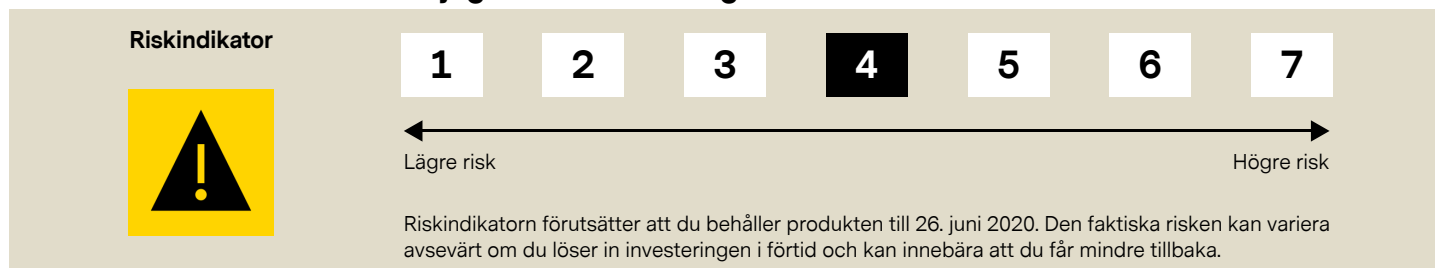 Riskindikator
1 2 3 4 5 6 7
Lägre risk Högre risk
Riskindikatorn förutsätter att du behåller produkten till 26. juni 2020. Den faktiska risken kan variera
avsevärt om du löser in investeringen i förtid och kan innebära att du får mindre tillbaka.